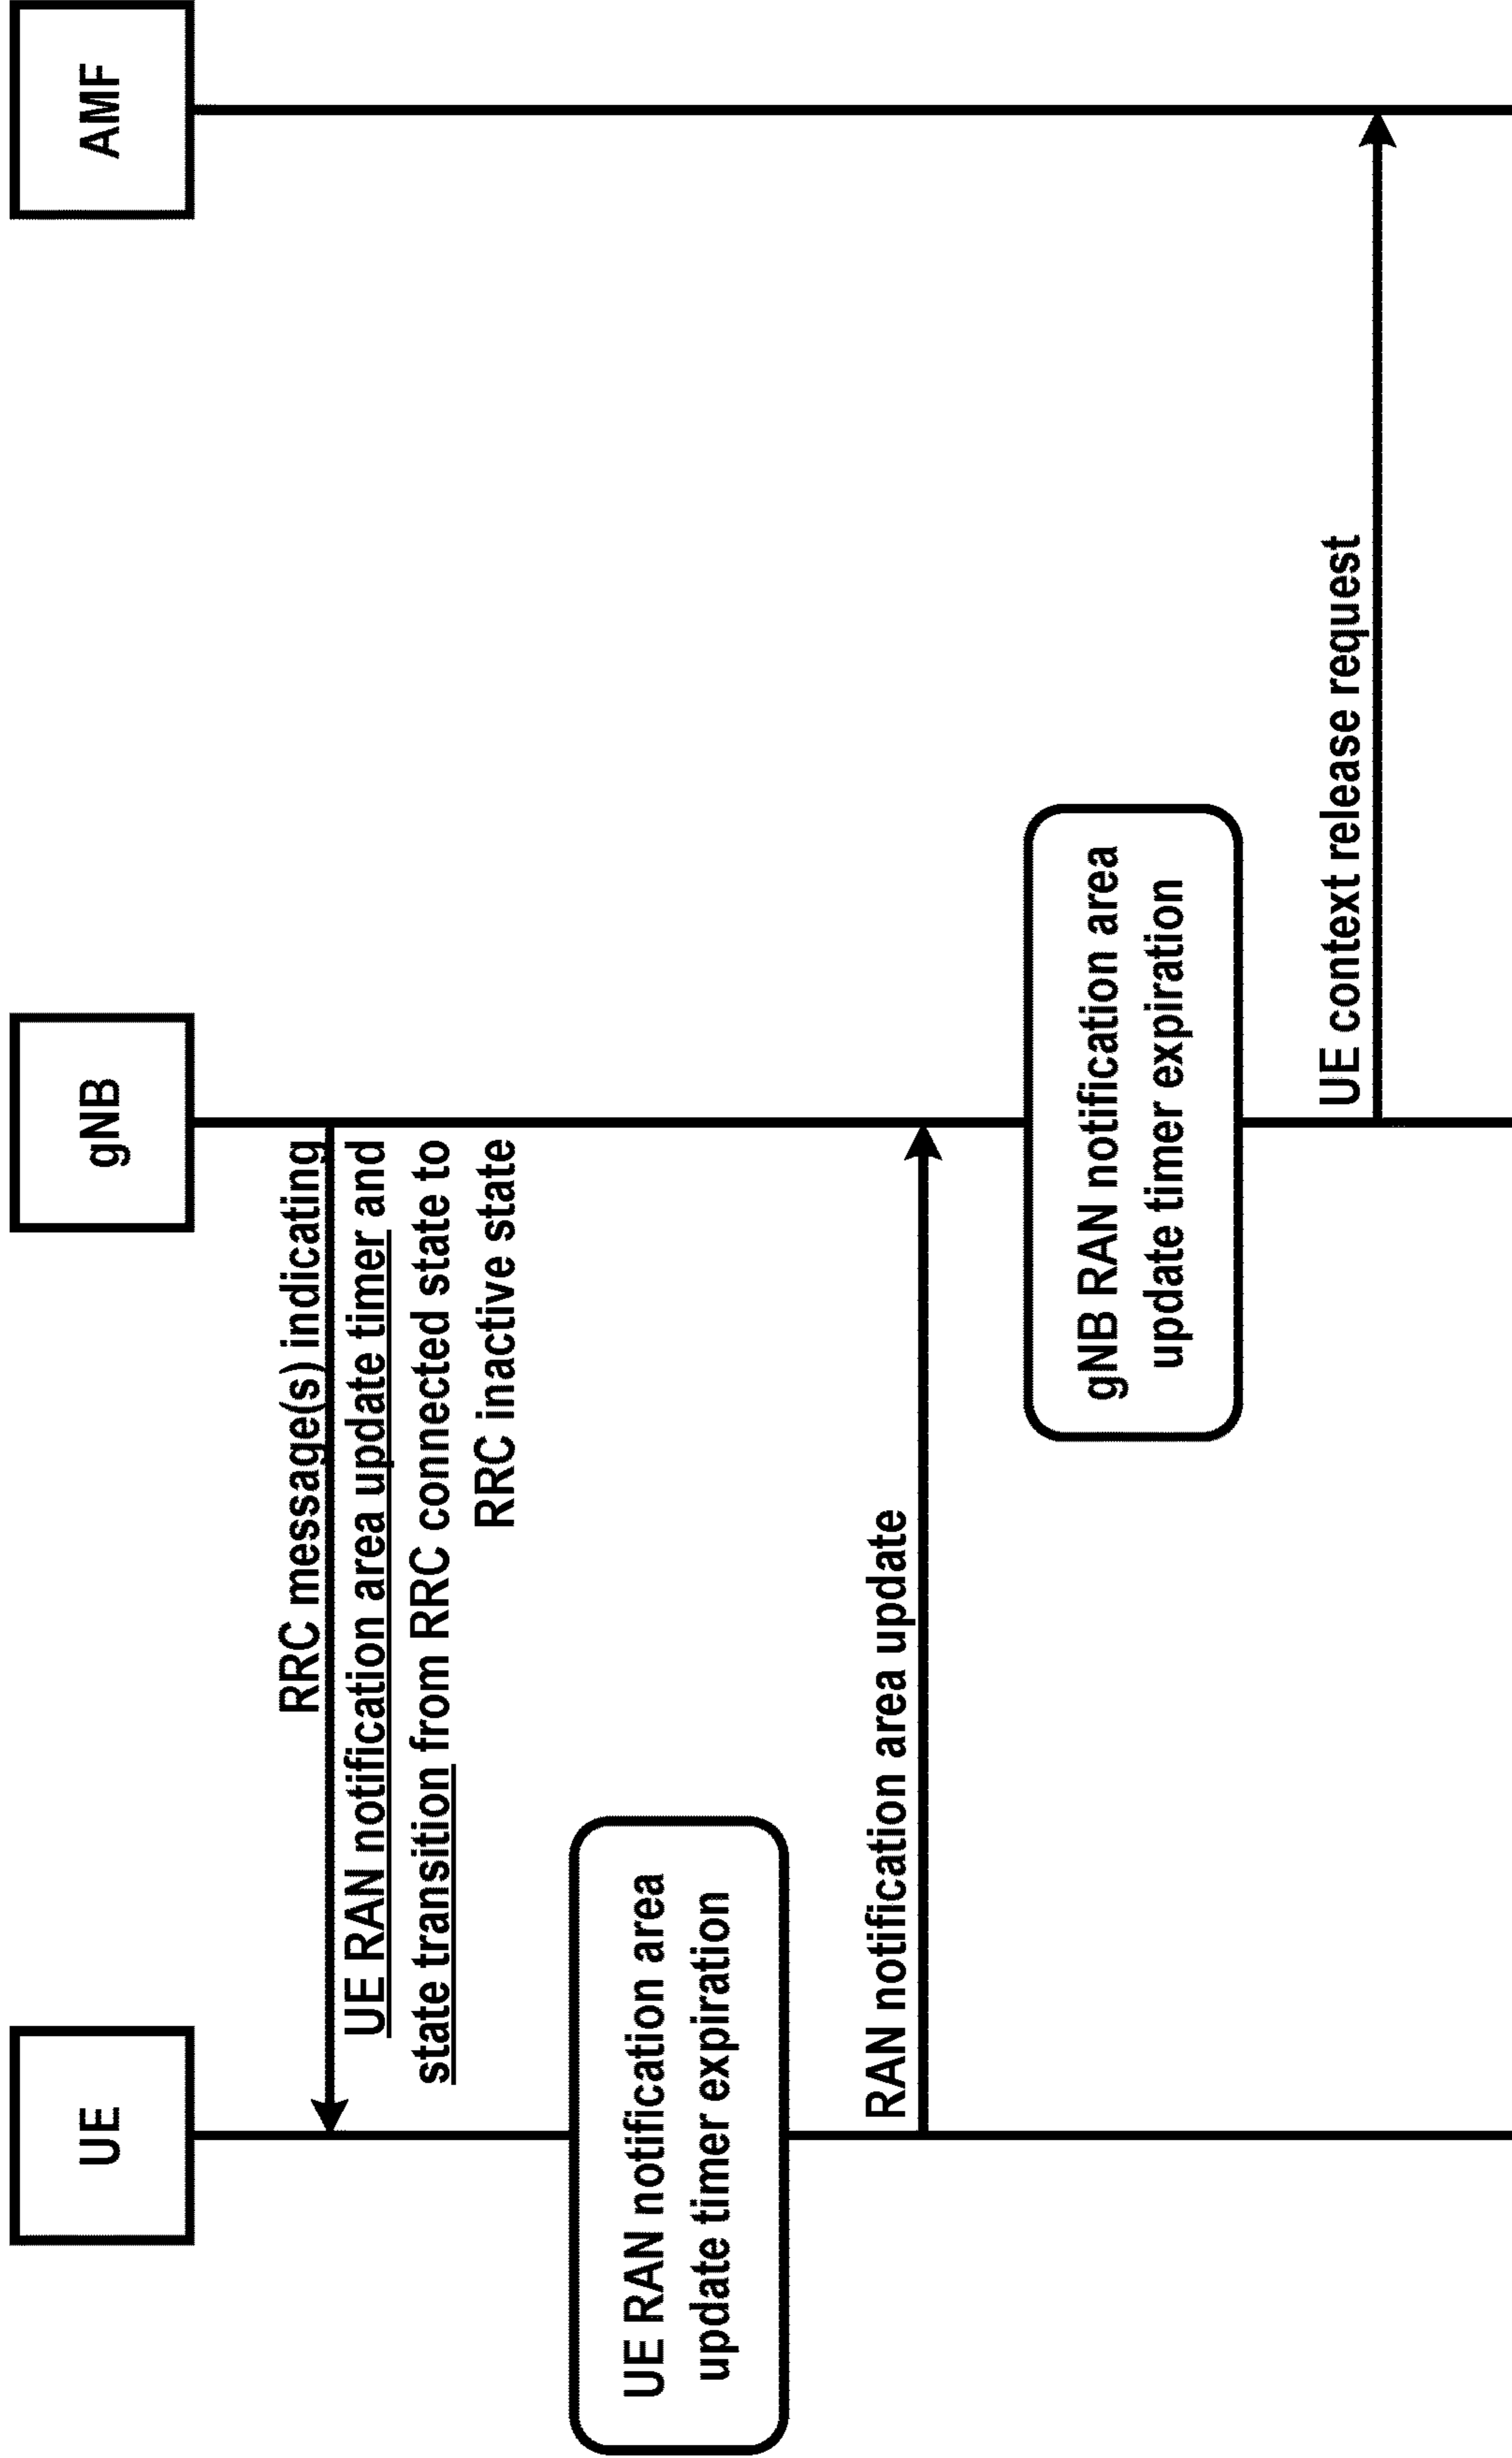 UE
gNB
AMF
RRC message(s) indicating
UE RAN notification area update timer and
state transition from RRC connected state to
RRC inactive state
UE RAN notification area
update timer expiration
RAN notification area update
gNB RAN notification area
update timer expiration
UE context release request